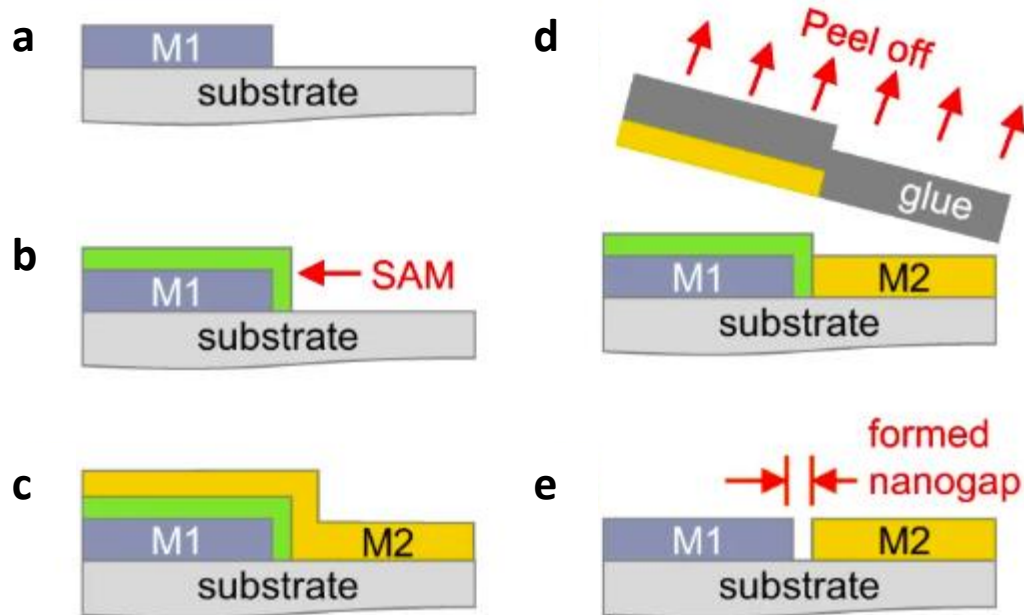 a
M1
substrate
b
SAM
M1
substrate
c
M1
M2
substrate
d
Peel off
glue
M1
M2
substrate
e
formed
nanogap
M1
M2
substrate